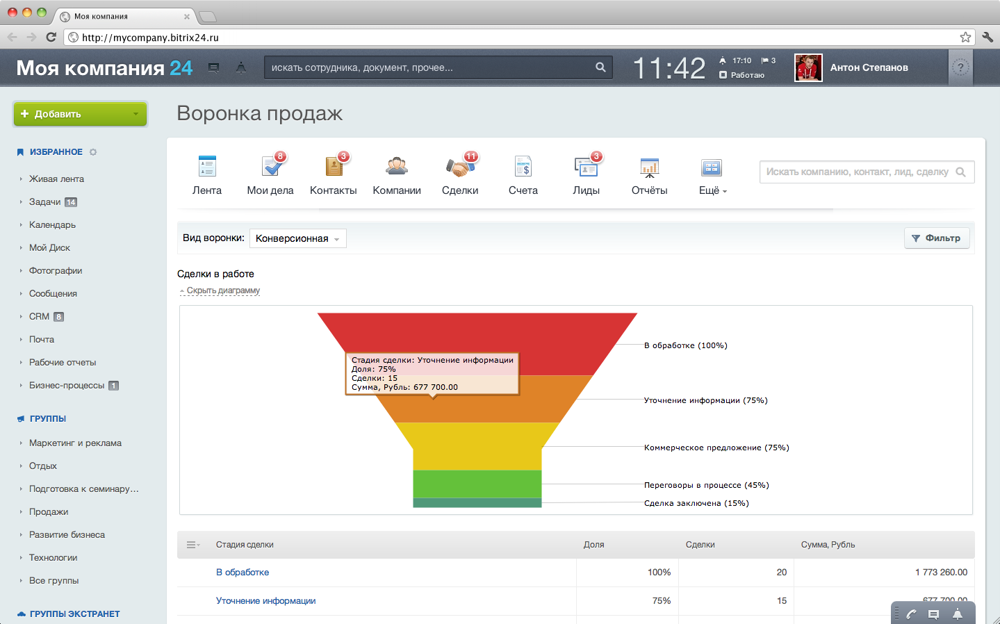 Моя компания
http://mycompany.bitrix24.ru
Моя компания 24
искать сотрудника, документ, прочее...
11:42
17:10
3
Работаю
Антон Степанов
?
+ Добавить
Воронка продаж
ИЗБРАННОЕ
Живая лента
Задачи 14
Календарь
Мой Диск
Фотографии
Сообщения
CRM 8
Почта
Рабочие отчеты
Бизнес-процессы 1
ГРУППЫ
Маркетинг и реклама
Отдых
Подготовка к семинару...
Продажи
Развитие бизнеса
Технологии
Все группы
ГРУППЫ ЭКСТРАНЕТ
Лента
8
Мои дела
3
Контакты
Компании
11
Сделки
Счета
3
Лиды
Отчёты
Ещё
Искать компанию, контакт, лид, сделку
Вид воронки: Конверсионная
Фильтр
Сделки в работе
Скрыть диаграмму
В обработке (100%)
Стадия сделки: Уточнение информации
Доля: 75%
Сделки: 15
Сумма, Рубль: 677 700.00
Уточнение информации (75%)
Коммерческое предложение (75%)
Переговоры в процессе (45%)
Сделка заключена (15%)
Стадия сделки Доля Сделки Сумма, Рубль
В обработке 100% 20 1 773 260.00
Уточнение информации 75% 15 677 700.00